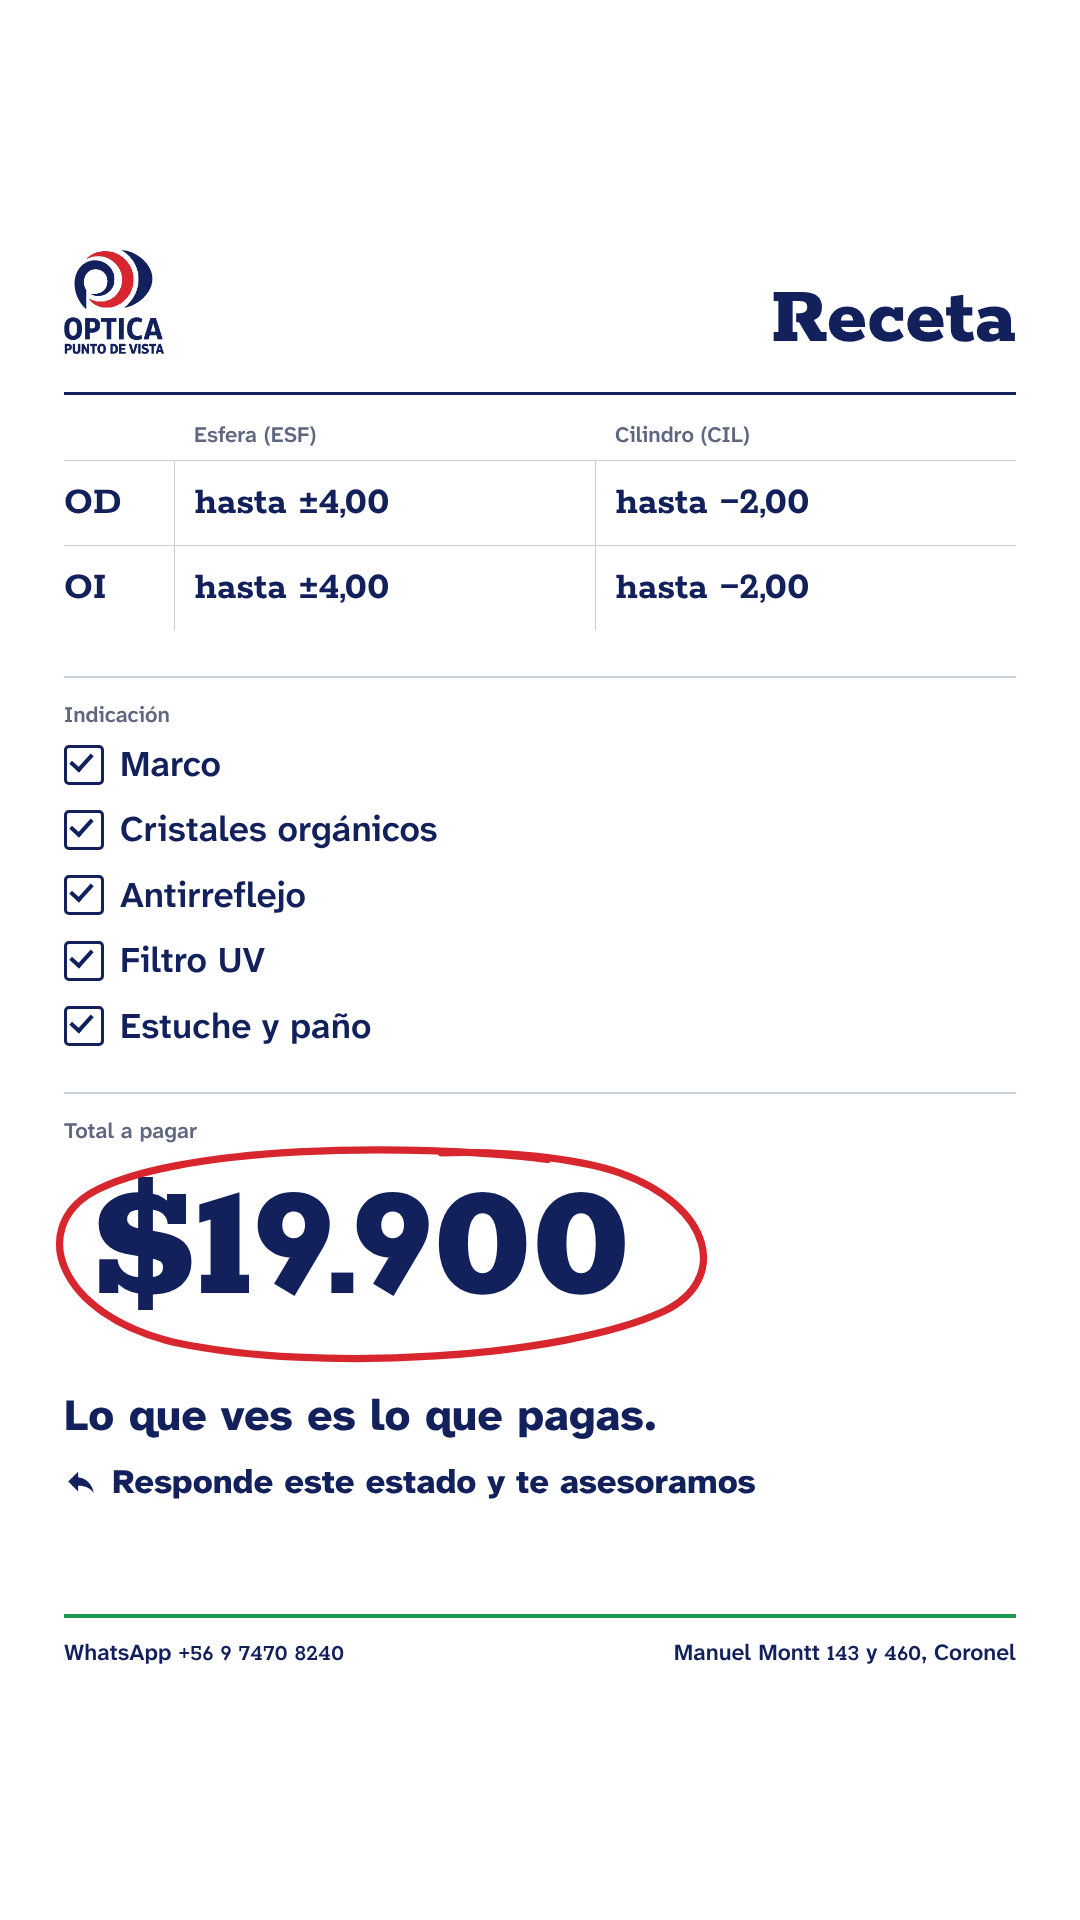 OPTICA
PUNTO DE VISTA
Receta
Esfera (ESF) Cilindro (CIL)
OD hasta ±4,00 hasta −2,00
OI hasta ±4,00 hasta −2,00
Indicación
Marco
Cristales orgánicos
Antirreflejo
Filtro UV
Estuche y paño
Total a pagar
$19.900
Lo que ves es lo que pagas.
Responde este estado y te asesoramos
WhatsApp +56 9 7470 8240 Manuel Montt 143 y 460, Coronel